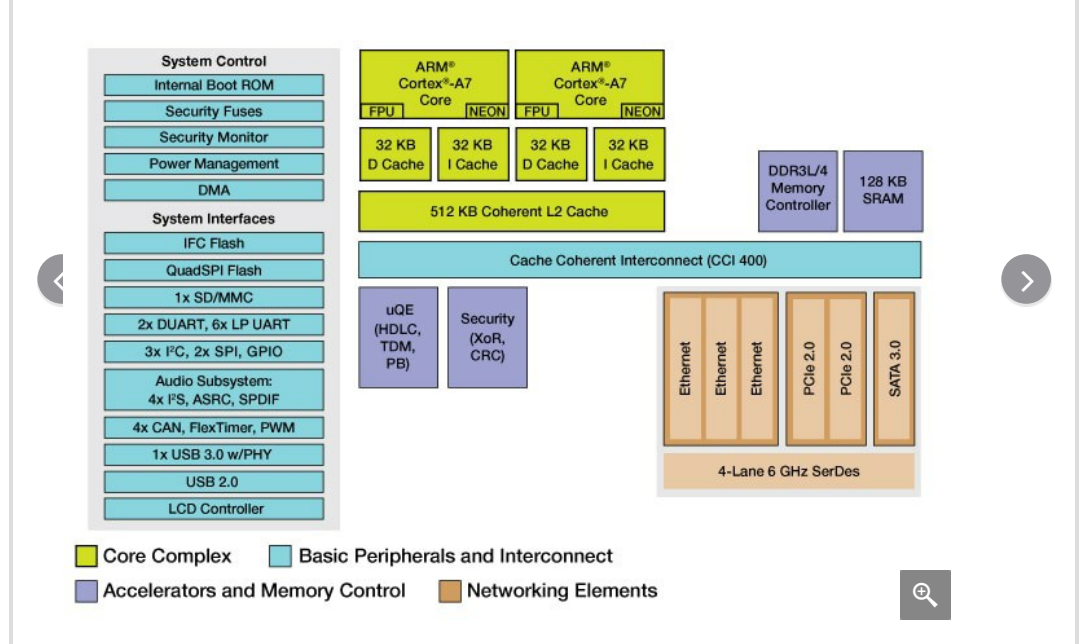 System Control
Internal Boot ROM
Security Fuses
Security Monitor
Power Management
DMA
System Interfaces
IFC Flash
QuadSPI Flash
1x SD/MMC
2x DUART, 6x LP UART
3x I²C, 2x SPI, GPIO
Audio Subsystem:
4x I²S, ASRC, SPDIF
4x CAN, FlexTimer, PWM
1x USB 3.0 w/PHY
USB 2.0
LCD Controller
ARM®
Cortex®-A7
Core
FPU
NEON
ARM®
Cortex®-A7
Core
FPU
NEON
32 KB
D Cache
32 KB
I Cache
32 KB
D Cache
32 KB
I Cache
512 KB Coherent L2 Cache
DDR3L/4
Memory
Controller
128 KB
SRAM
Cache Coherent Interconnect (CCI 400)
uQE
(HDLC,
TDM,
PB)
Security
(XoR,
CRC)
Ethernet
Ethernet
Ethernet
PCIe 2.0
PCIe 2.0
SATA 3.0
4-Lane 6 GHz SerDes
Core Complex
Basic Peripherals and Interconnect
Accelerators and Memory Control
Networking Elements